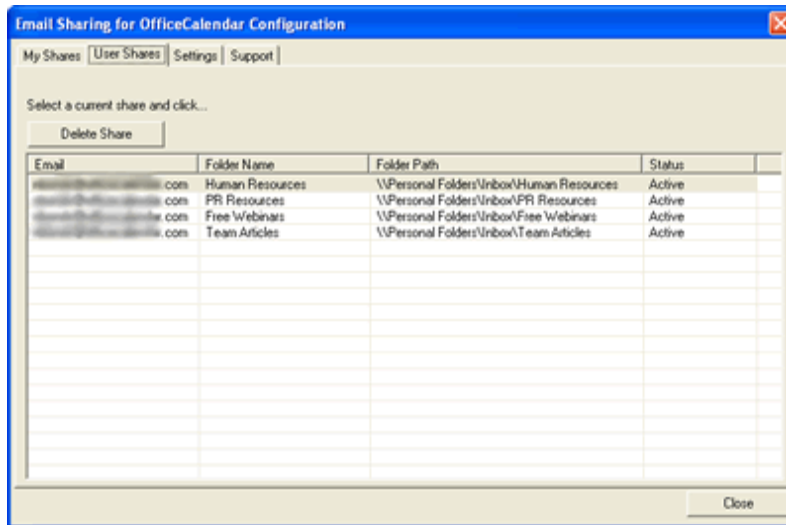 Email Sharing for OfficeCalendar Configuration
My Shares User Shares Settings Support
Select a current share and click...
Delete Share
Email Folder Name Folder Path Status
.com Human Resources \\Personal Folders\Inbox\Human Resources Active
.com PR Resources \\Personal Folders\Inbox\PR Resources Active
.com Free Webinars \\Personal Folders\Inbox\Free Webinars Active
.com Team Articles \\Personal Folders\Inbox\Team Articles Active
Close